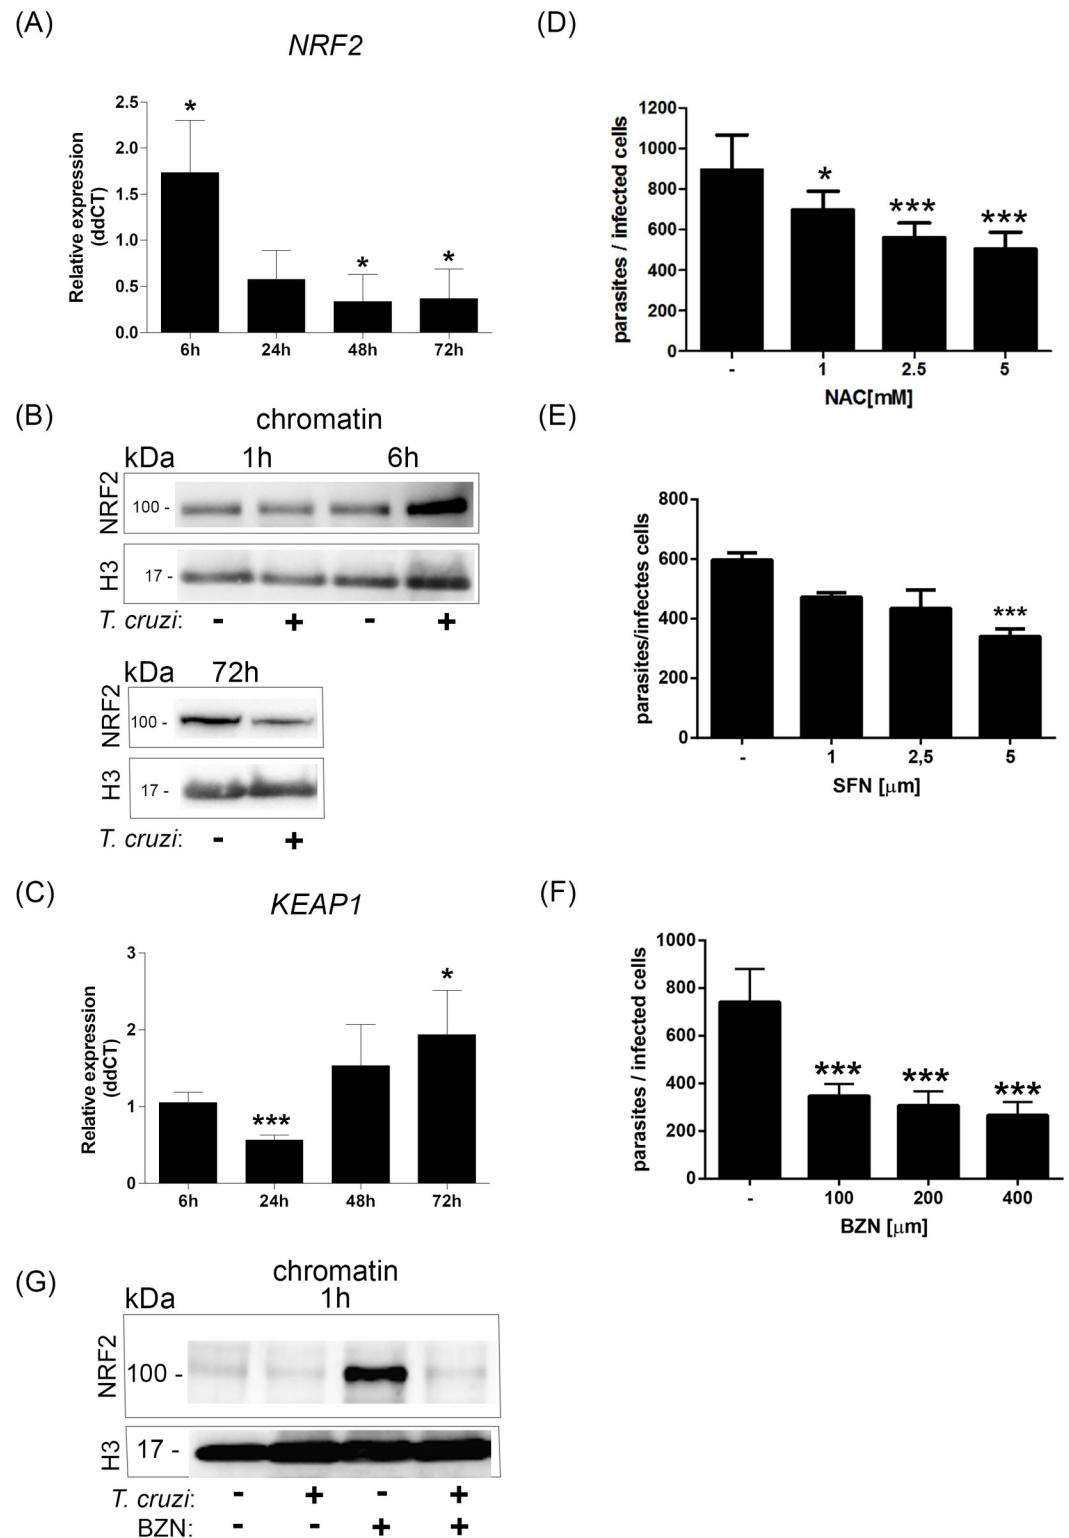 (A)
NRF2
2.5
2.0
1.5
1.0
0.5
0.0
Relative expression
(ddCT)
*
*
*
6h 24h 48h 72h
(B)
chromatin
kDa 1h 6h
NRF2
100 -
H3
17 -
T. cruzi: - + - +
kDa 72h
NRF2
100 -
H3
17 -
T. cruzi: - +
(C)
KEAP1
3
2
1
0
Relative expression
(ddCT)
***
*
6h 24h 48h 72h
(D)
1200
1000
800
600
400
200
0
parasites / infected cells
*
***
***
- 1 2.5 5
NAC[mM]
(E)
800
600
400
200
0
parasites/infectes cells
***
- 1 2,5 5
SFN [μm]
(F)
1000
800
600
400
200
0
parasites / infected cells
***
***
***
- 100 200 400
BZN [μm]
(G)
chromatin
kDa 1h
NRF2
100 -
H3
17 -
T. cruzi: - + - +
BZN: - - + +